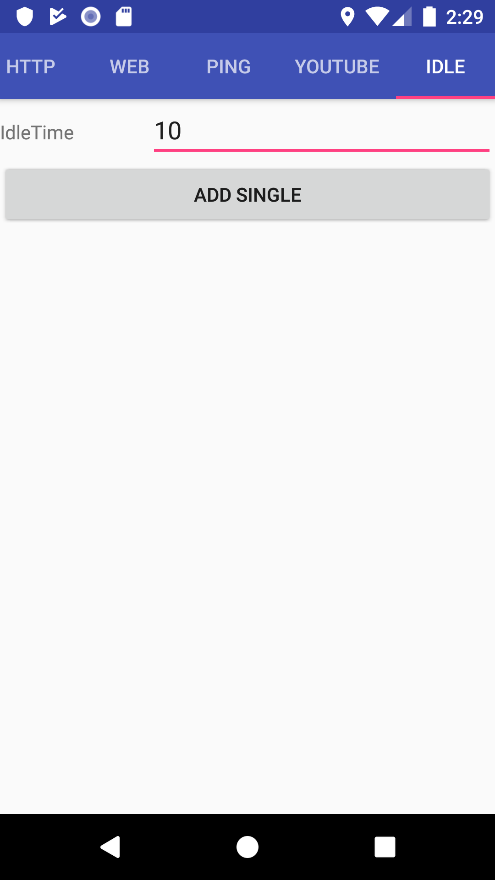 2:29
HTTP WEB PING YOUTUBE IDLE
IdleTime 10
ADD SINGLE